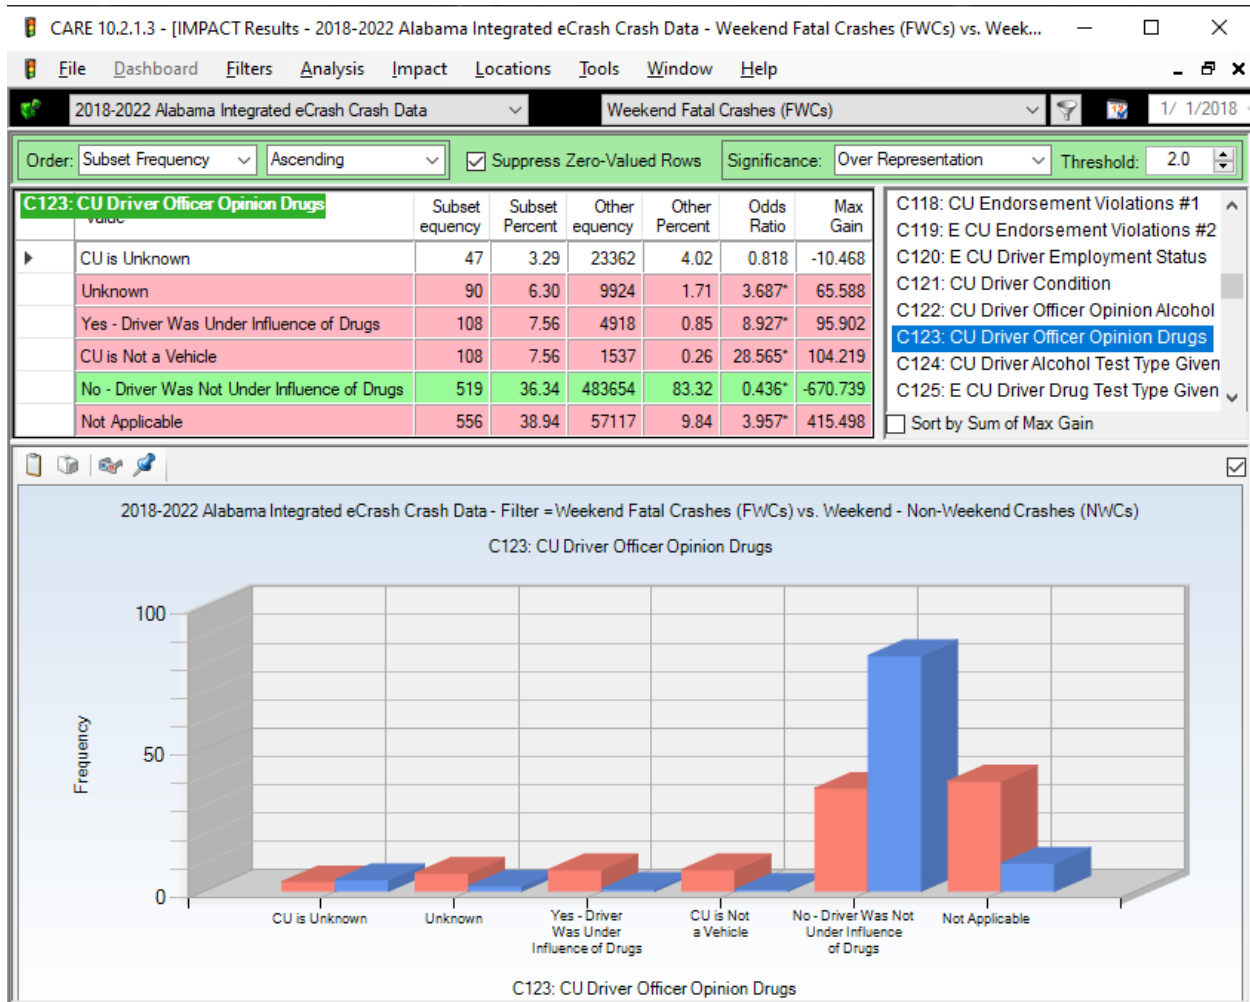 CARE 10.2.1.3 - [IMPACT Results - 2018-2022 Alabama Integrated eCrash Crash Data - Weekend Fatal Crashes (FWCs) vs. Week...
File Dashboard Filters Analysis Impact Locations Tools Window Help
2018-2022 Alabama Integrated eCrash Crash Data Weekend Fatal Crashes (FWCs) 1/ 1/2018
Order: Subset Frequency Ascending Suppress Zero-Valued Rows Significance: Over Representation Threshold: 2.0
C123: CU Driver Officer Opinion Drugs
Subset equency Subset Percent Other equency Other Percent Odds Ratio Max Gain
CU is Unknown 47 3.29 23362 4.02 0.818 -10.468
Unknown 90 6.30 9924 1.71 3.687* 65.588
Yes - Driver Was Under Influence of Drugs 108 7.56 4918 0.85 8.927* 95.902
CU is Not a Vehicle 108 7.56 1537 0.26 28.565* 104.219
No - Driver Was Not Under Influence of Drugs 519 36.34 483654 83.32 0.436* -670.739
Not Applicable 556 38.94 57117 9.84 3.957* 415.498
C118: CU Endorsement Violations #1
C119: E CU Endorsement Violations #2
C120: E CU Driver Employment Status
C121: CU Driver Condition
C122: CU Driver Officer Opinion Alcohol
C123: CU Driver Officer Opinion Drugs
C124: CU Driver Alcohol Test Type Given
C125: E CU Driver Drug Test Type Given
Sort by Sum of Max Gain
2018-2022 Alabama Integrated eCrash Crash Data - Filter = Weekend Fatal Crashes (FWCs) vs. Weekend - Non-Weekend Crashes (NWCs)
C123: CU Driver Officer Opinion Drugs
100
50
0
Frequency
CU is Unknown
Unknown
Yes - Driver
Was Under
Influence of Drugs
CU is Not
a Vehicle
No - Driver Was Not
Under Influence
of Drugs
Not Applicable
C123: CU Driver Officer Opinion Drugs